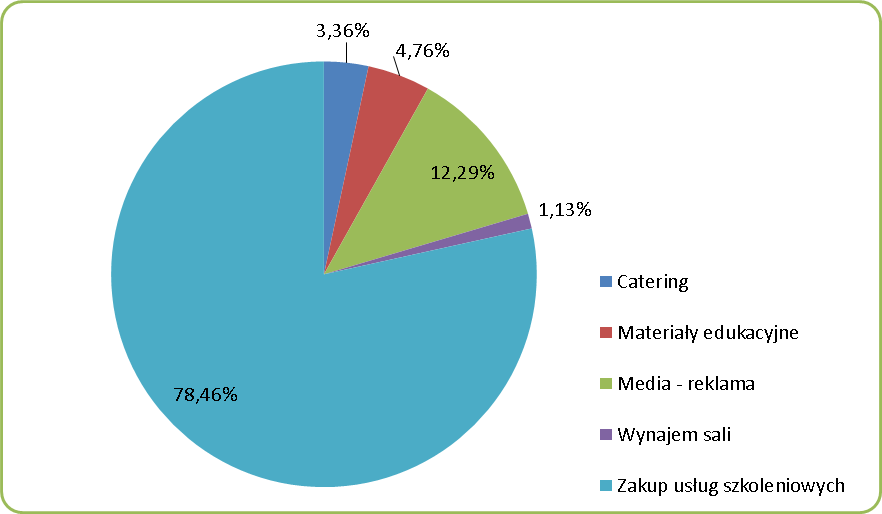 3,36%
4,76%
12,29%
1,13%
78,46%
Catering
Materiały edukacyjne
Media - reklama
Wynajem sali
Zakup usług szkoleniowych